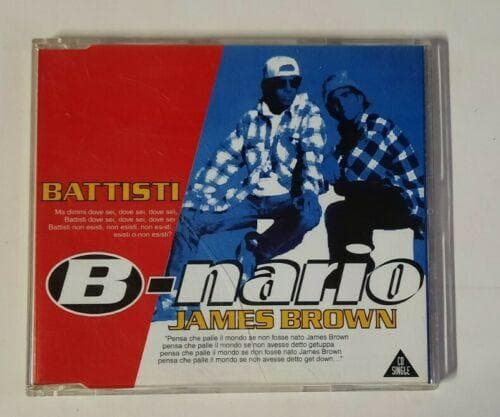 BATTISTI
Ma dimmi dove sei, dove sei, dove sei,
Battisti dove sei, dove sei, dove sei
Battisti non esisti, non esisti, non esisti,
esisti o non esisti?
B-nario
JAMES BROWN
"Pensa che palle il mondo se non fosse nato James Brown
pensa che palle il mondo se non avesse detto getuppa
pensa che palle il mondo se non fosse nato James Brown
pensa che palle il mondo se non avesse detto get down..."
CD
SINGLE